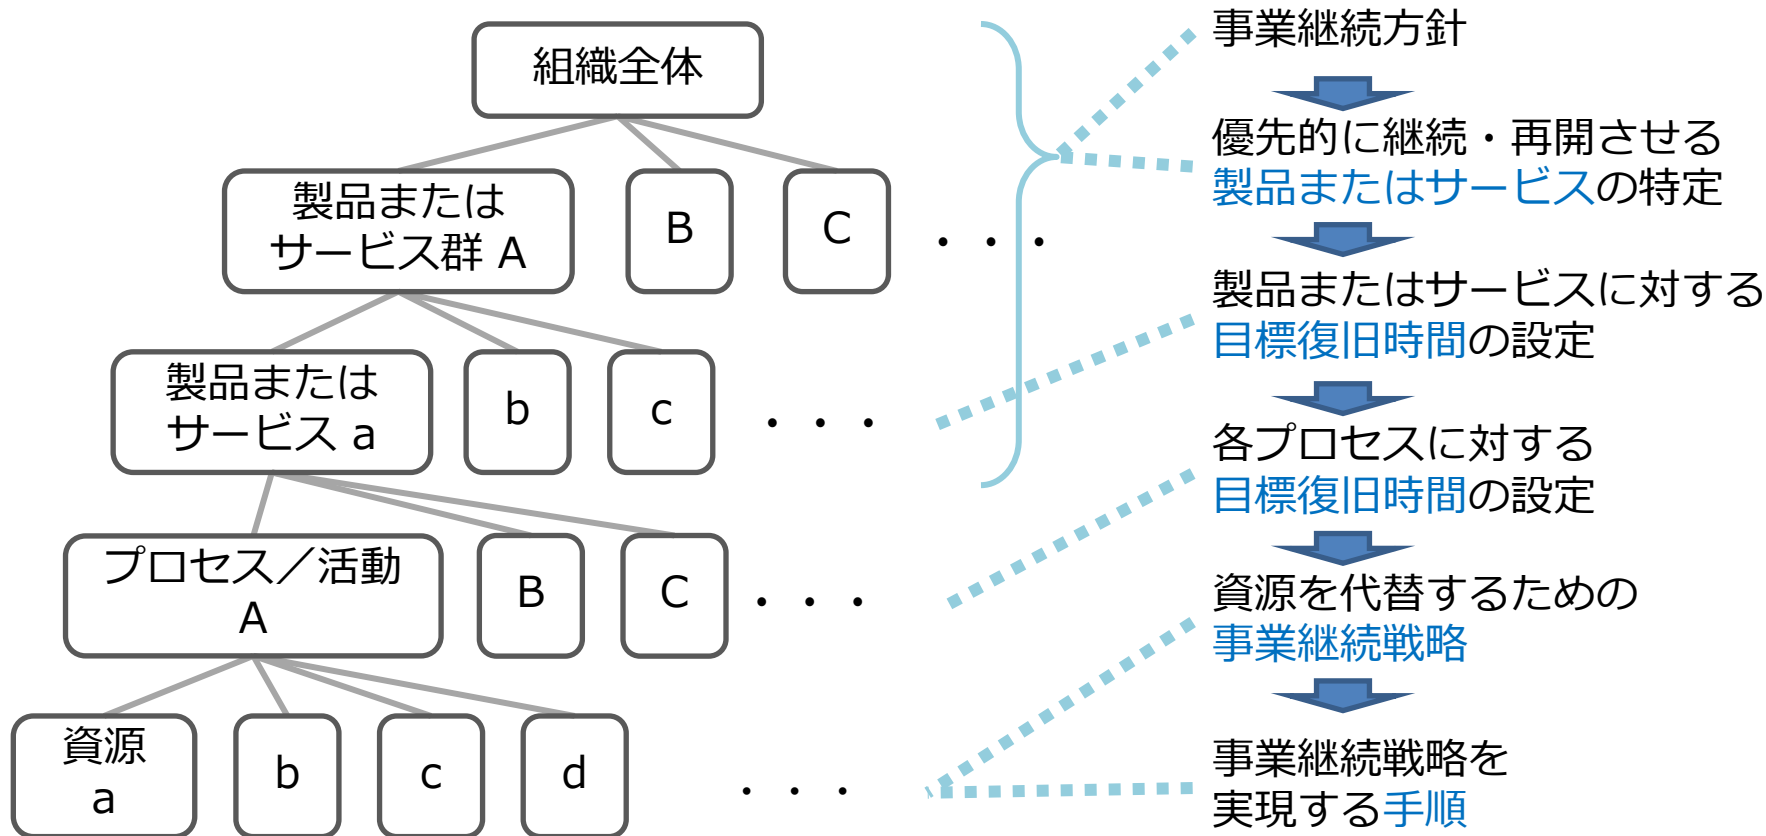 組織全体
製品または
サービス群 A
B
C
・・・
製品または
サービス a
b
c
・・・
プロセス／活動
A
B
C
・・・
資源
a
b
c
d
・・・
事業継続方針
優先的に継続・再開させる
製品またはサービスの特定
製品またはサービスに対する
目標復旧時間の設定
各プロセスに対する
目標復旧時間の設定
資源を代替するための
事業継続戦略
事業継続戦略を
実現する手順